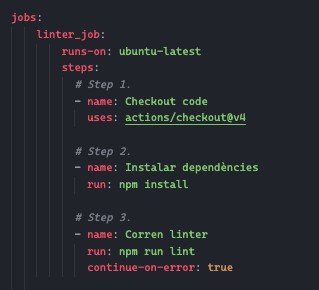 jobs:
linter_job:
runs-on: ubuntu-latest
steps:
# Step 1.
- name: Checkout code
uses: actions/checkout@v4
# Step 2.
- name: Instalar dependències
run: npm install
# Step 3.
- name: Corren linter
run: npm run lint
continue-on-error: true